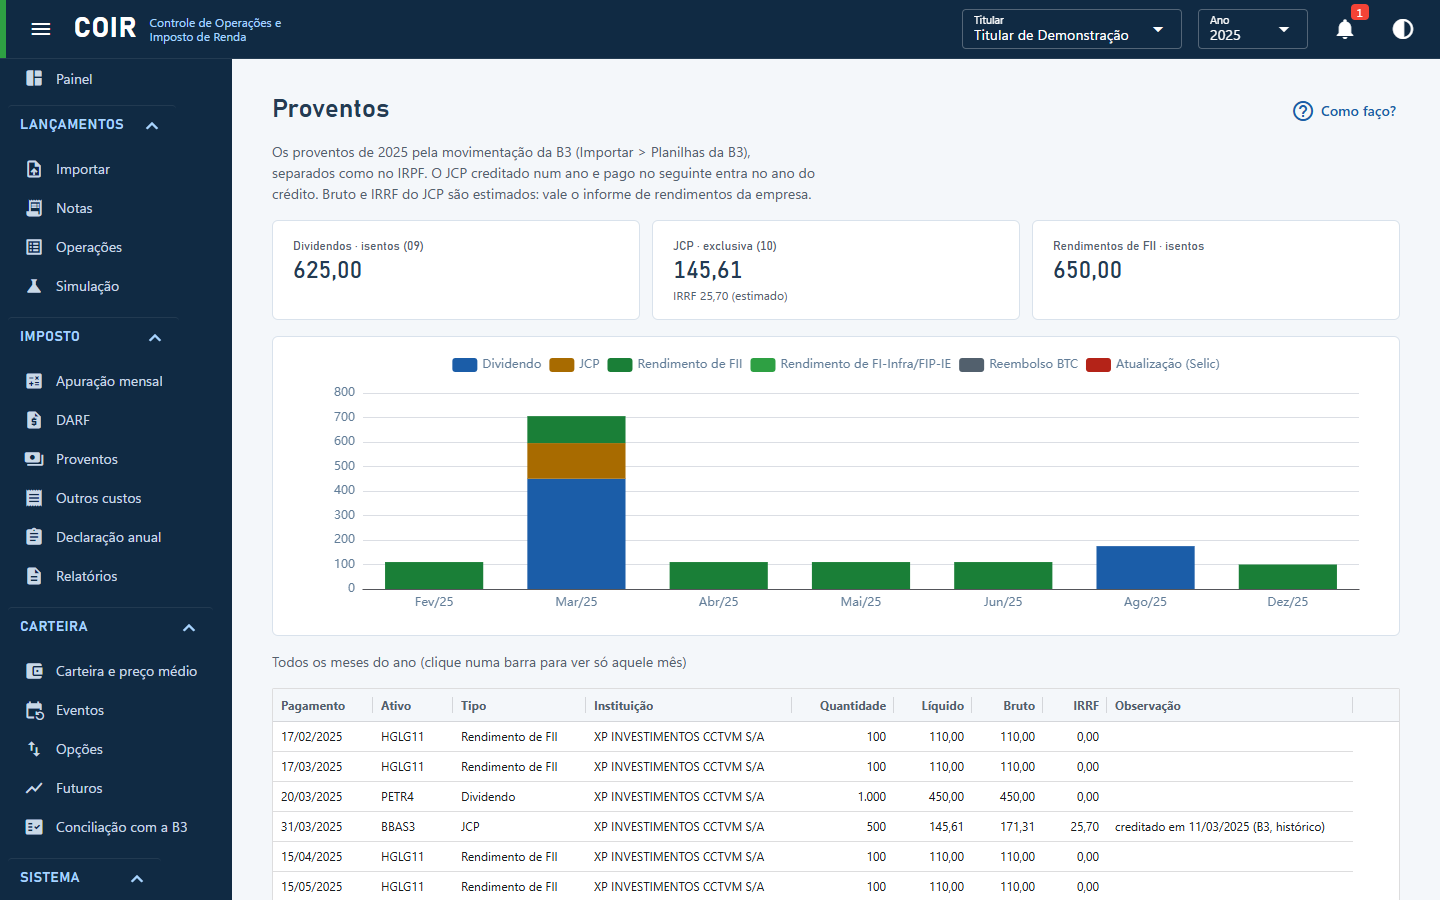 COIR
Controle de Operações e
Imposto de Renda
Titular
Titular de Demonstração
Ano
2025
1
Painel
LANÇAMENTOS
Importar
Notas
Operações
Simulação
IMPOSTO
Apuração mensal
DARF
Proventos
Outros custos
Declaração anual
Relatórios
CARTEIRA
Carteira e preço médio
Eventos
Opções
Futuros
Conciliação com a B3
SISTEMA
Proventos
Como faço?
Os proventos de 2025 pela movimentação da B3 (Importar > Planilhas da B3),
separados como no IRPF. O JCP creditado num ano e pago no seguinte entra no ano do
crédito. Bruto e IRRF do JCP são estimados: vale o informe de rendimentos da empresa.
Dividendos · isentos (09)
625,00
JCP · exclusiva (10)
145,61
IRRF 25,70 (estimado)
Rendimentos de FII · isentos
650,00
Dividendo JCP Rendimento de FII Rendimento de FI-Infra/FIP-IE Reembolso BTC Atualização (Selic)
800
700
600
500
400
300
200
100
0
Fev/25 Mar/25 Abr/25 Mai/25 Jun/25 Ago/25 Dez/25
Todos os meses do ano (clique numa barra para ver só aquele mês)
Pagamento Ativo Tipo Instituição Quantidade Líquido Bruto IRRF Observação
17/02/2025 HGLG11 Rendimento de FII XP INVESTIMENTOS CCTVM S/A 100 110,00 110,00 0,00
17/03/2025 HGLG11 Rendimento de FII XP INVESTIMENTOS CCTVM S/A 100 110,00 110,00 0,00
20/03/2025 PETR4 Dividendo XP INVESTIMENTOS CCTVM S/A 1.000 450,00 450,00 0,00
31/03/2025 BBAS3 JCP XP INVESTIMENTOS CCTVM S/A 500 145,61 171,31 25,70 creditado em 11/03/2025 (B3, histórico)
15/04/2025 HGLG11 Rendimento de FII XP INVESTIMENTOS CCTVM S/A 100 110,00 110,00 0,00
15/05/2025 HGLG11 Rendimento de FII XP INVESTIMENTOS CCTVM S/A 100 110,00 110,00 0,00